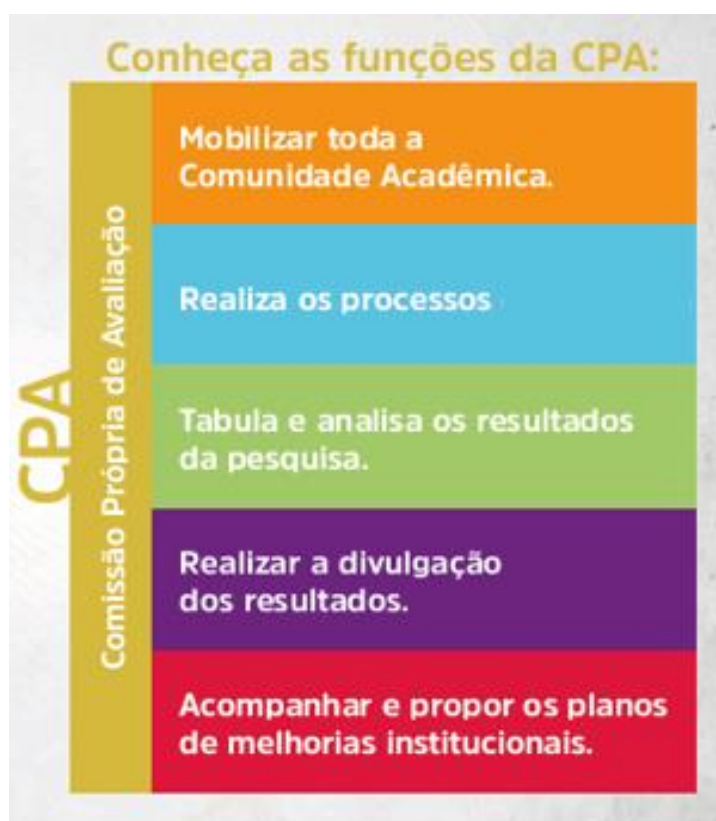 Conheça as funções da CPA:
CPA
Comissão Própria de Avaliação
Mobilizar toda a
Comunidade Acadêmica.
Realiza os processos
Tabula e analisa os resultados
da pesquisa.
Realizar a divulgação
dos resultados.
Acompanhar e propor os planos
de melhorias institucionais.